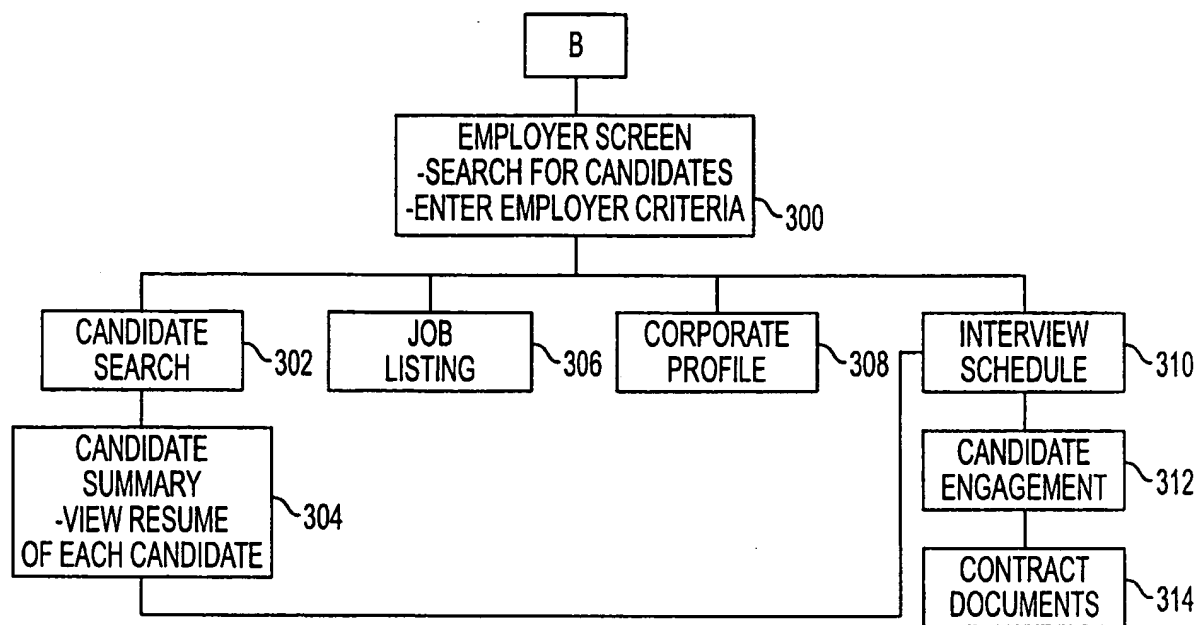 B
EMPLOYER SCREEN
-SEARCH FOR CANDIDATES
-ENTER EMPLOYER CRITERIA
300
CANDIDATE
SEARCH
302
JOB
LISTING
306
CORPORATE
PROFILE
308
INTERVIEW
SCHEDULE
310
CANDIDATE
SUMMARY
-VIEW RESUME
OF EACH CANDIDATE
304
CANDIDATE
ENGAGEMENT
312
CONTRACT
DOCUMENTS
314